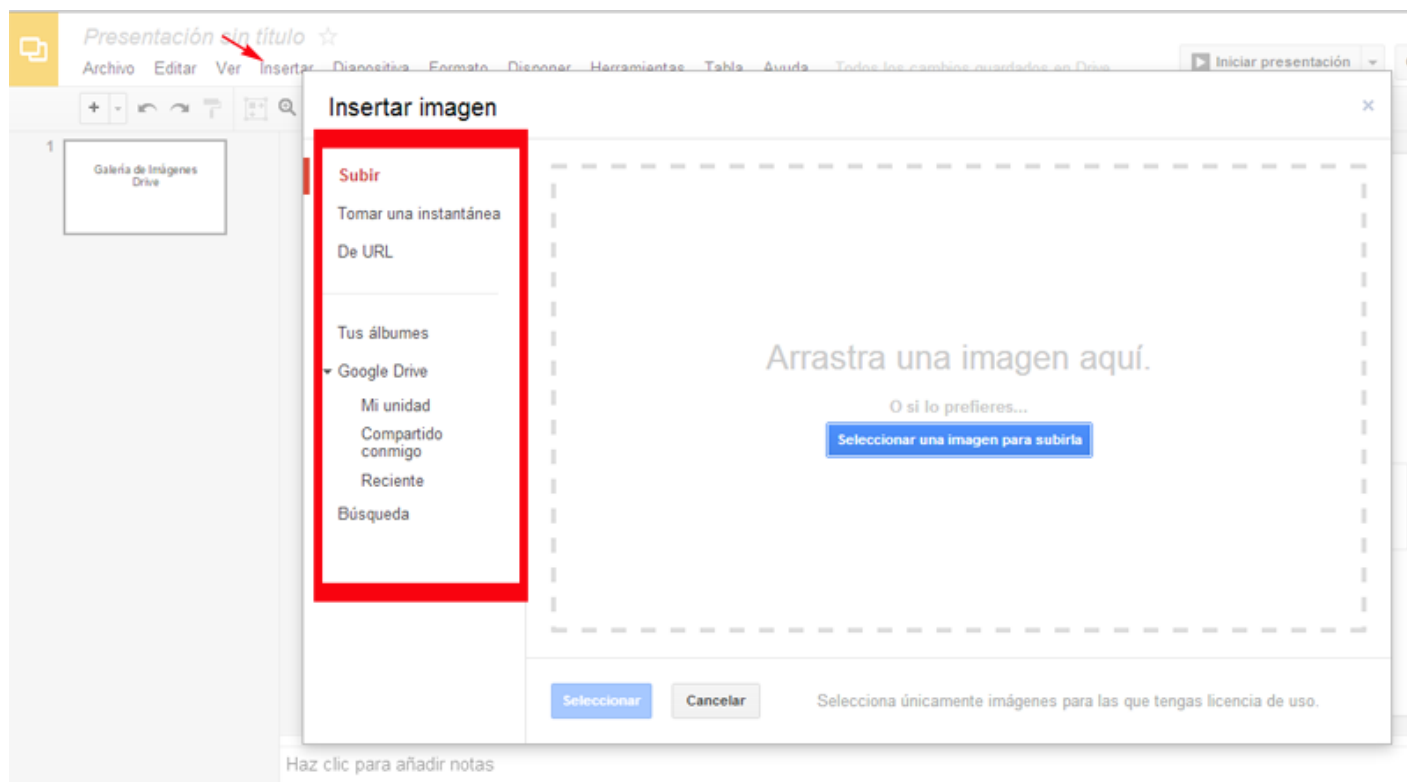 Presentación sin título
Archivo Editar Ver Insertar Diapositiva Formato Disponer Herramientas Tabla Ayuda Todos los cambios guardados en Drive
Iniciar presentación
Insertar imagen
1
Galería de Imágenes
Drive
Subir
Tomar una instantánea
De URL
Tus álbumes
Google Drive
Mi unidad
Compartido
conmigo
Reciente
Búsqueda
Arrastra una imagen aquí.
O si lo prefieres...
Seleccionar una imagen para subirla
Seleccionar
Cancelar
Selecciona únicamente imágenes para las que tengas licencia de uso.
Haz clic para añadir notas